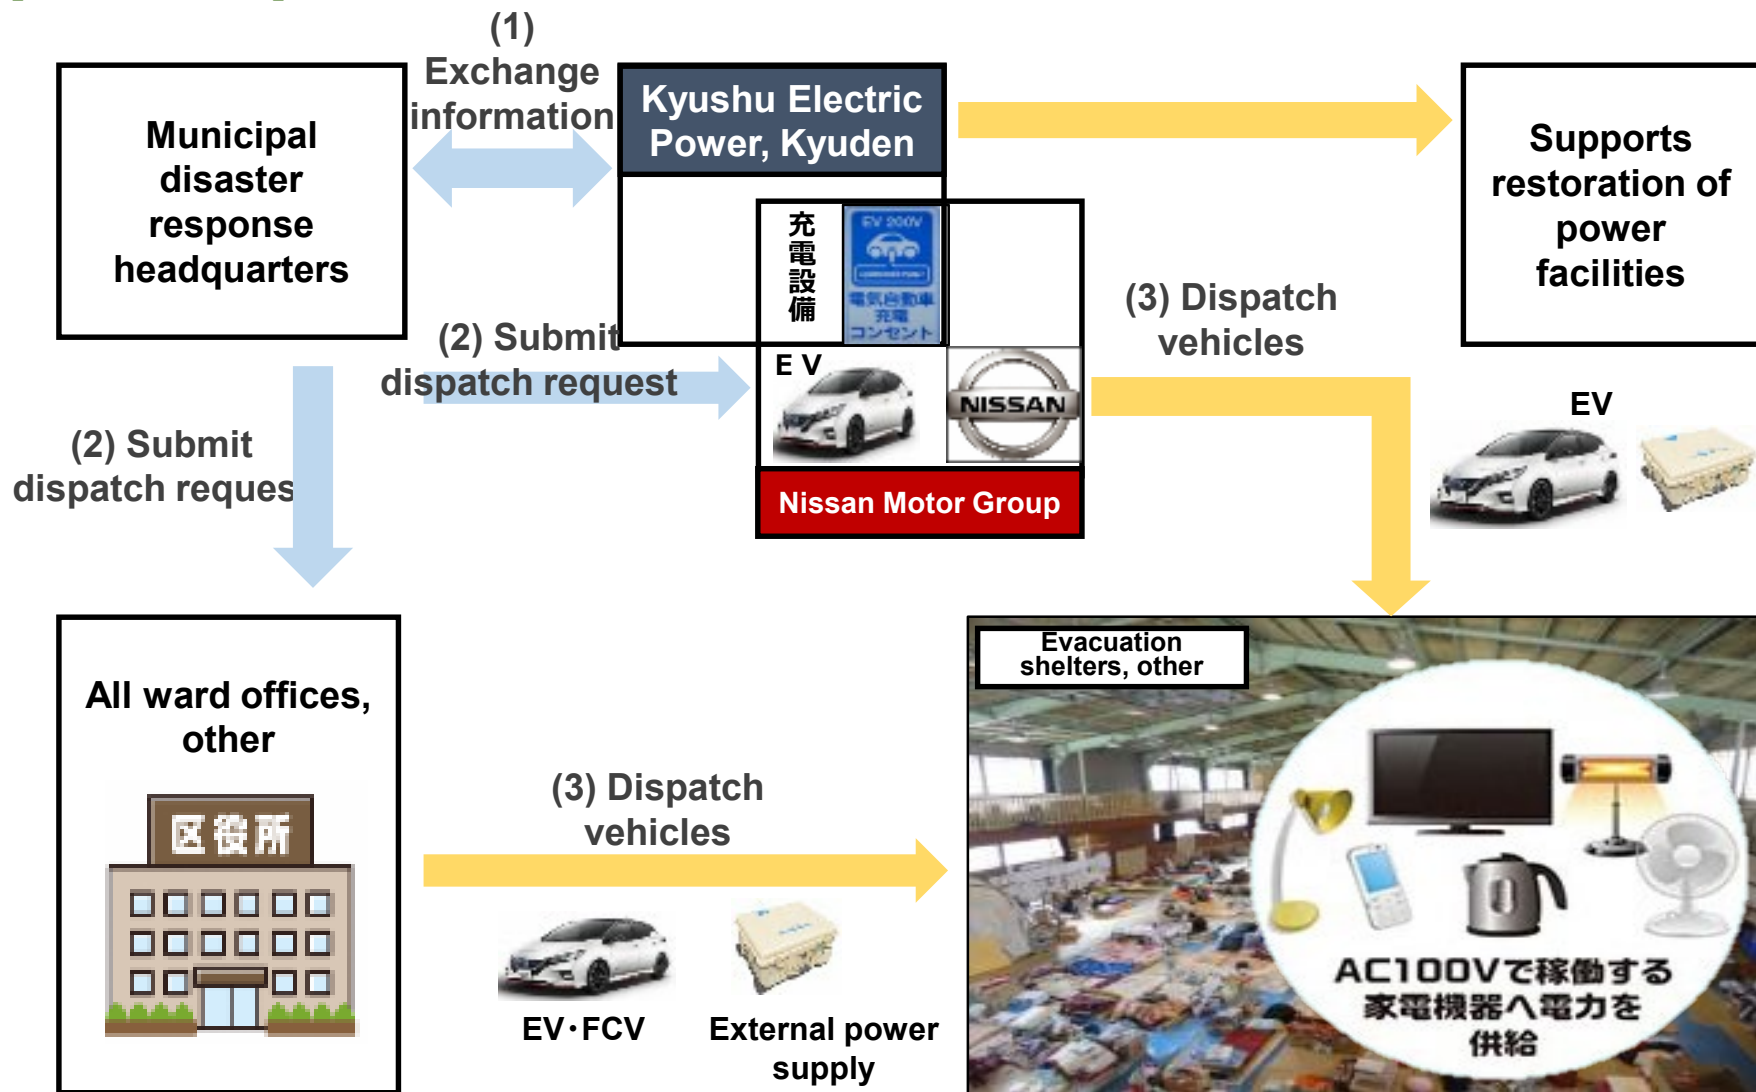 (1)
Exchange
information
Municipal
disaster
response
headquarters
Kyushu Electric
Power, Kyuden
Supports
restoration of
power
facilities
充電設備
EV 200V
電気自動車
充電
コンセント
(2) Submit
dispatch request
(3) Dispatch
vehicles
EV
NISSAN
Nissan Motor Group
EV
(2) Submit
dispatch reques
All ward offices,
other
区役所
(3) Dispatch
vehicles
EV・FCV
External power
supply
Evacuation
shelters, other
AC100Vで稼働する
家電機器へ電力を
供給